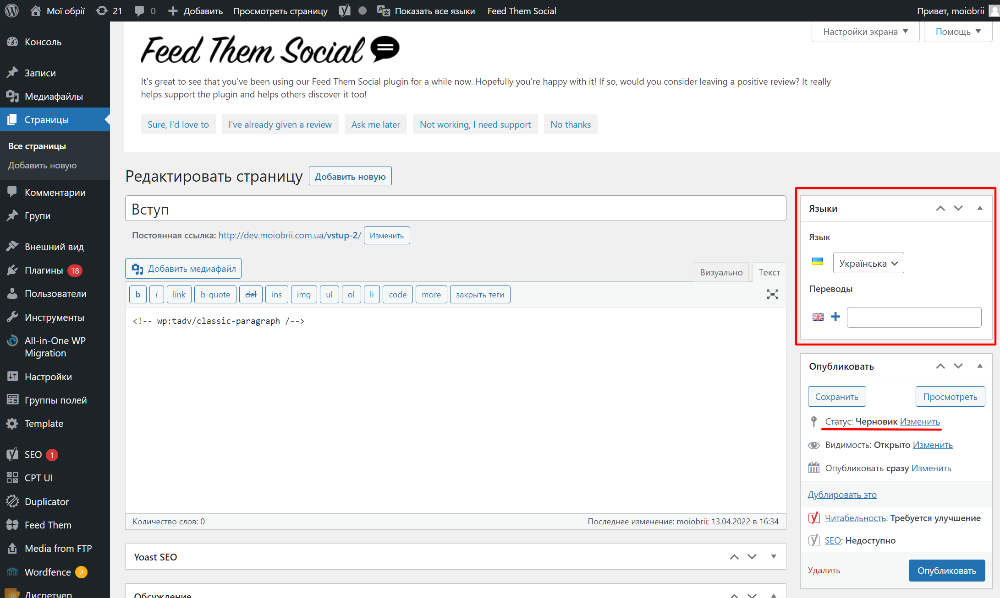 Мої обрії 21 0 Добавить Просмотреть страницу Показать все языки Feed Them Social Привет, moiobrii
Настройки экрана Помощь
Консоль
Записи
Медиафайлы
Страницы
Все страницы
Добавить новую
Комментарии
Групи
Внешний вид
Плагины 18
Пользователи
Инструменты
All-in-One WP
Migration
Настройки
Группы полей
Template
SEO 1
CPT UI
Duplicator
Feed Them
Media from FTP
Wordfence 2
Диспетчер
Feed Them Social
It's great to see that you've been using our Feed Them Social plugin for a while now. Hopefully you're happy with it! If so, would you consider leaving a positive review? It really
helps support the plugin and helps others discover it too!
Sure, I'd love to I've already given a review Ask me later Not working, I need support No thanks
Редактировать страницу Добавить новую
Вступ
Постоянная ссылка: http://dev.moiobrii.com.ua/vstup-2/ Изменить
Добавить медиафайл Визуально Текст
b i link b-quote del ins img ul ol li code more закрыть теги
<!-- wp:tadv/classic-paragraph /-->
Количество слов: 0 Последнее изменение: moiobrii; 13.04.2022 в 16:34
Yoast SEO
Обсуждение
Языки
Язык
Українська
Переводы
Опубликовать
Сохранить Просмотреть
Статус: Черновик Изменить
Видимость: Открыто Изменить
Опубликовать сразу Изменить
Дублировать это
Читабельность: Требуется улучшение
SEO: Недоступно
Удалить Опубликовать